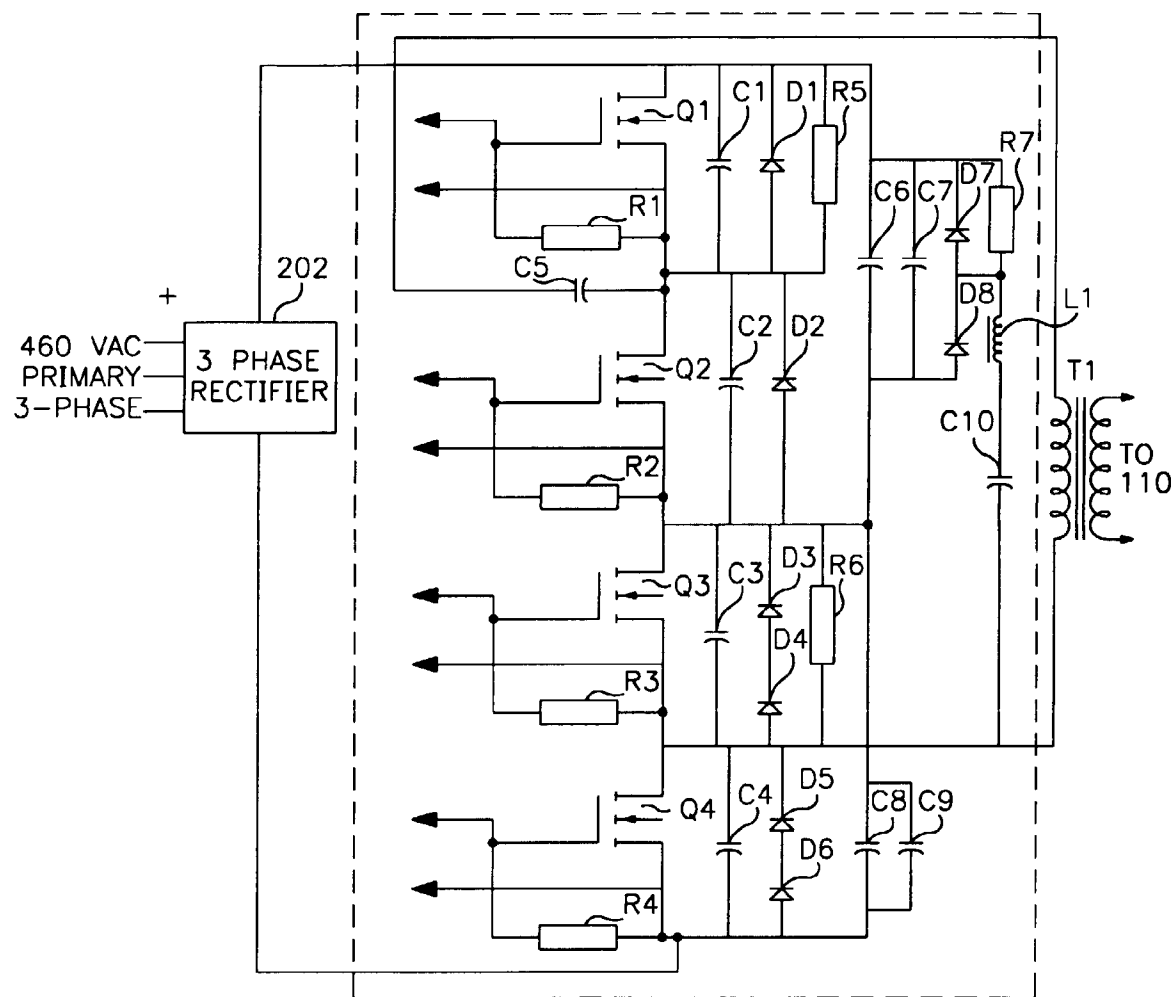 C1
D1
R5
Q1
R7
D7
C6
C7
R1
202
C5
+
D8
L1
C2
D2
460 VAC
PRIMARY
3-PHASE
3 PHASE
RECTIFIER
Q2
T1
C10
TO
110
R2
D3
R6
Q3
C3
D4
R3
D5
Q4
C4
C8
C9
D6
R4